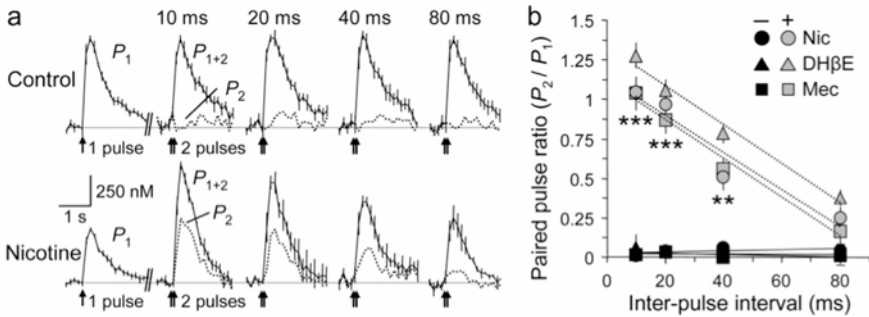 a
10 ms 20 ms 40 ms 80 ms
Control
P₁
P₁₊₂
P₂
1 pulse
2 pulses
250 nM
1 s
Nicotine
P₁
P₁₊₂
P₂
1 pulse
2 pulses
b
Paired pulse ratio (P₂ / P₁)
1.25
1
0.75
0.5
0.25
0
− +
Nic
DHβE
Mec
***
***
**
0 20 40 60 80
Inter-pulse interval (ms)